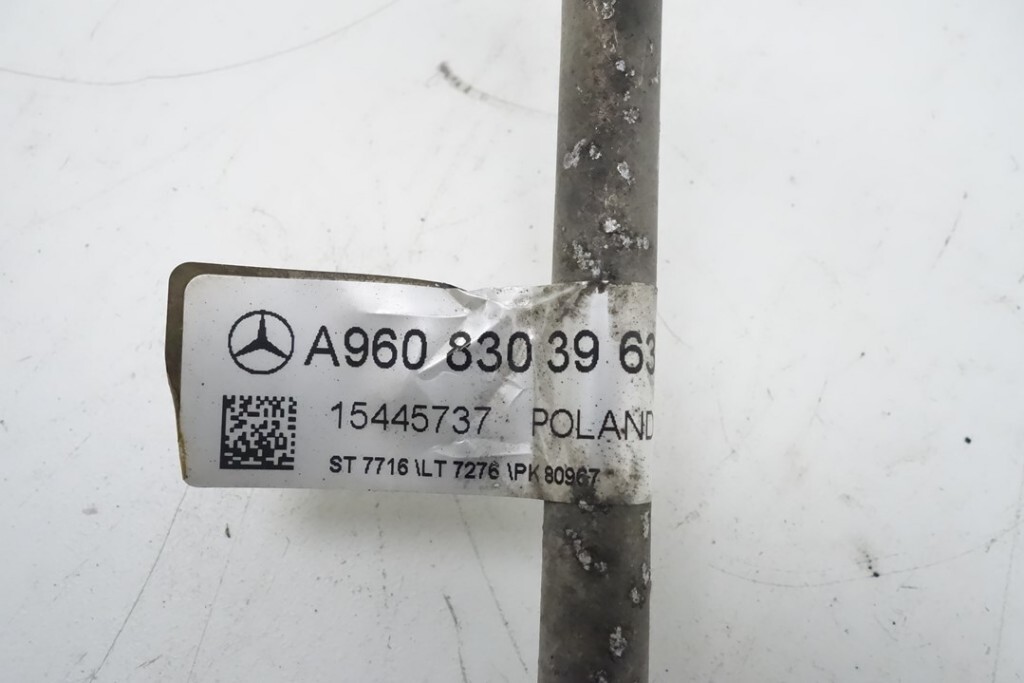 A960 830 39 63
15445737 POLAND
ST 7716 \LT 7276 \PK 80967